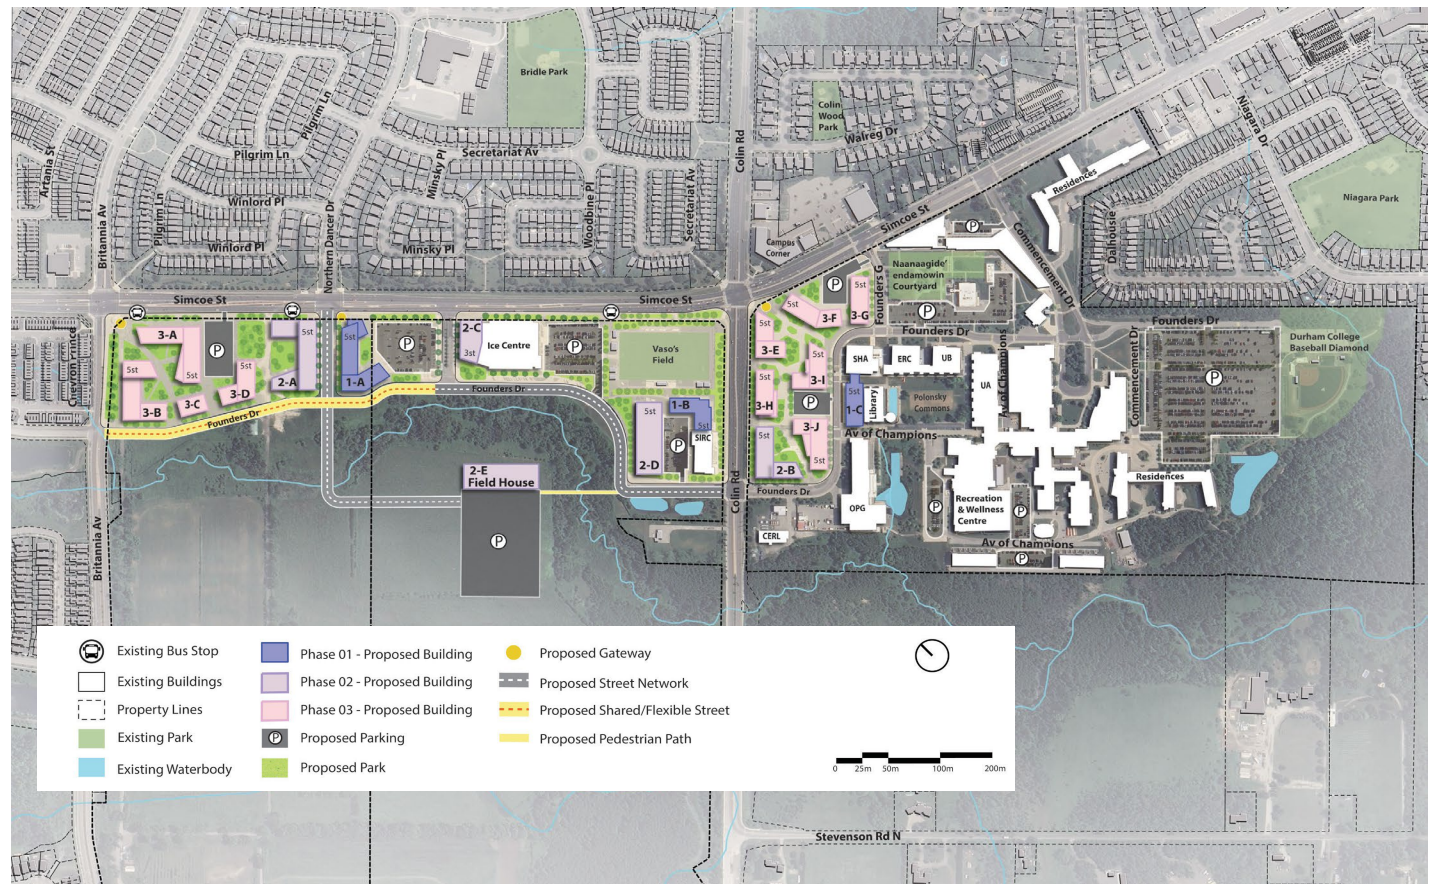 Bridle Park
Colin
Wood
Park
Walreg Dr
Niagara Dr
Niagara Park
Artania St
Pilgrim Ln
Pilgrim Ln
Pilgrim Ln
Secretariat Av
Minsky Pl
Secretariat Av
Woodbine Pl
Winlord Pl
Winlord Pl
Minsky Pl
Northern Dancer Dr
Britannia Av
Colin Rd
Simcoe St
Campus
Corner
Residences
Commencement Dr
Dalhousie
P
Naanaagide'
endamowin
Courtyard
Founders G
P
Simcoe St
Simcoe St
Founders Dr
Founders Dr
Durham College
Baseball Diamond
Commencement Dr
P
Greyson Prince
3-A
5st
5st
3-B
3-C
3-D
5st
P
2-A
5st
1-A
5st
P
2-C
3st
Ice Centre
P
Vaso's
Field
5st
3-E
3-F
5st
3-G
5st
P
5st
3-I
5st
3-H
P
3-J
5st
5st
2-B
SHA
ERC
UB
UA
Av of Champions
5st
1-C
Library
Polonsky
Commons
Av of Champions
Founders Dr
Founders Dr
5st
2-D
1-B
5st
SIRC
P
Founders Dr
2-E
Field House
P
OPG
CERL
Recreation
& Wellness
Centre
P
P
Residences
Av of Champions
P
Britannia Av
Colin Rd
Existing Bus Stop
Existing Buildings
Property Lines
Existing Park
Existing Waterbody
Phase 01 - Proposed Building
Phase 02 - Proposed Building
Phase 03 - Proposed Building
P Proposed Parking
Proposed Park
Proposed Gateway
Proposed Street Network
Proposed Shared/Flexible Street
Proposed Pedestrian Path
0 25m 50m 100m 200m
Stevenson Rd N